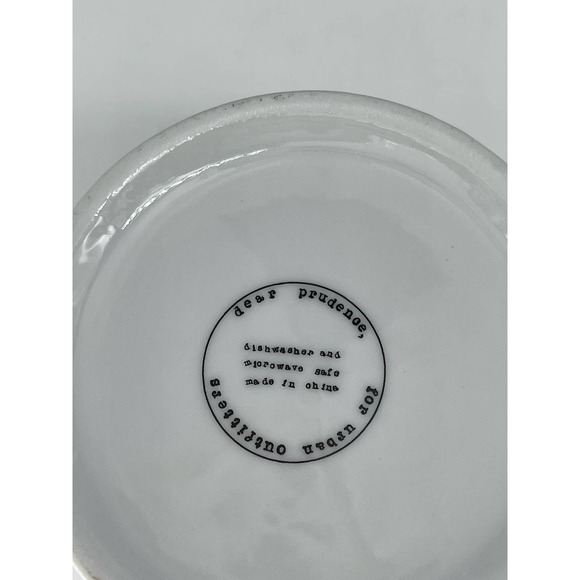 dear prudence,
for urban outfitters
dishwasher and
microwave safe
made in china